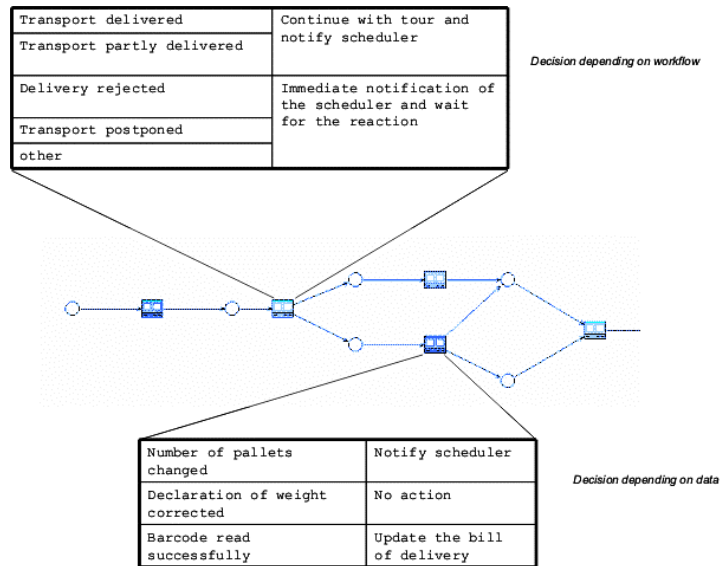 Transport delivered
Continue with tour and
notify scheduler
Transport partly delivered
Decision depending on workflow
Delivery rejected
Immediate notification of
the scheduler and wait
for the reaction
Transport postponed
other
Number of pallets
changed
Notify scheduler
Declaration of weight
corrected
No action
Decision depending on data
Barcode read
successfully
Update the bill
of delivery